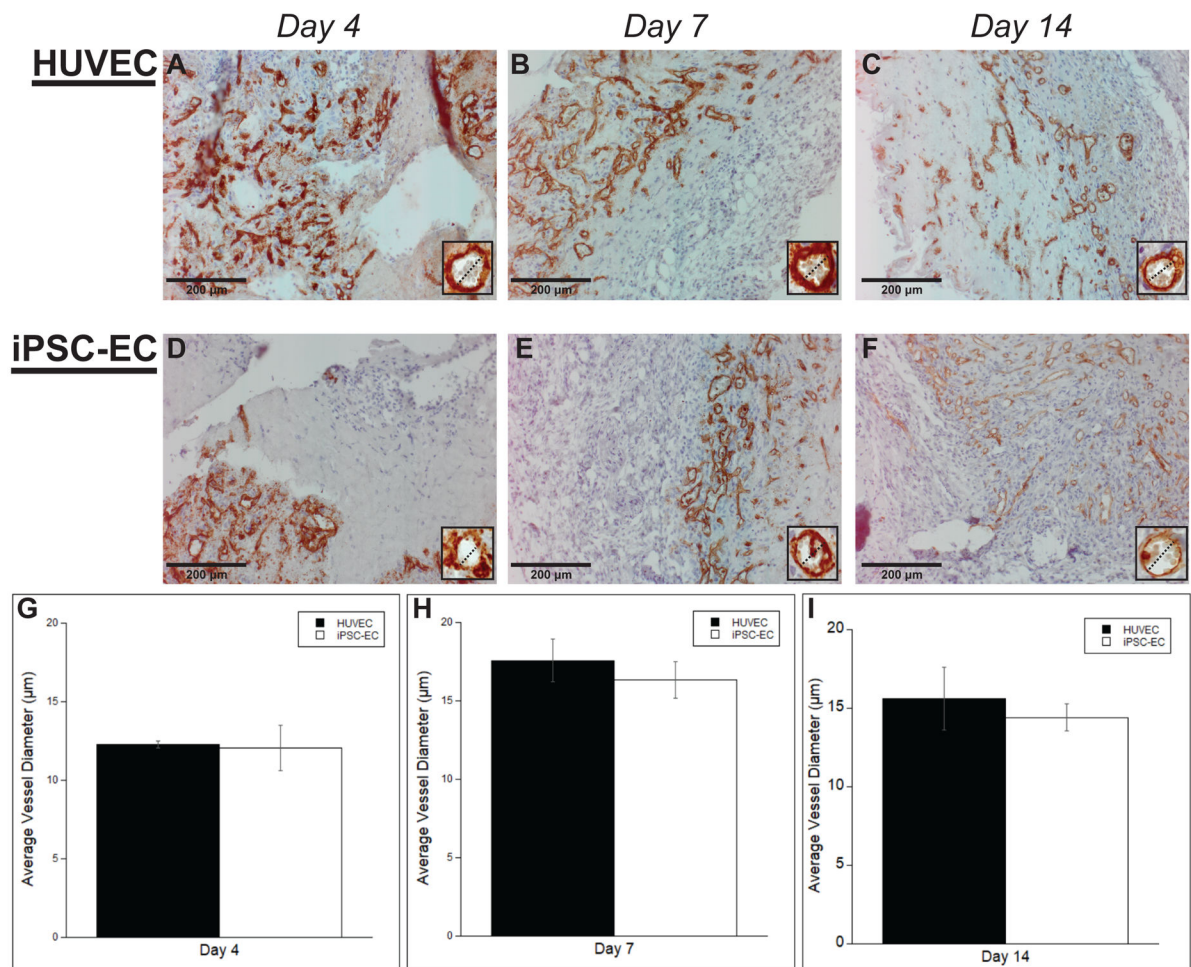 Day 4
Day 7
Day 14
HUVEC
A
B
C
200 µm
200 µm
200 µm
iPSC-EC
D
E
F
200 µm
200 µm
200 µm
G
HUVEC
iPSC-EC
20
15
10
5
0
Average Vessel Diameter (µm)
Day 4
H
HUVEC
iPSC-EC
20
15
10
5
0
Average Vessel Diameter (µm)
Day 7
I
HUVEC
iPSC-EC
20
15
10
5
0
Average Vessel Diameter (µm)
Day 14